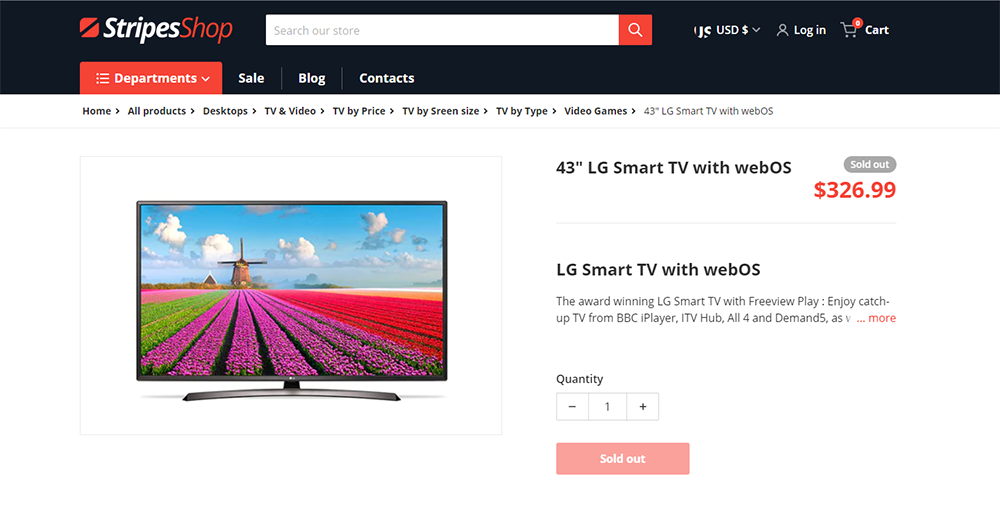 StripesShop
Search our store
USD $
Log in
0
Cart
Departments
Sale
Blog
Contacts
Home > All products > Desktops > TV & Video > TV by Price > TV by Sreen size > TV by Type > Video Games > 43" LG Smart TV with webOS
43" LG Smart TV with webOS
Sold out
$326.99
LG Smart TV with webOS
The award winning LG Smart TV with Freeview Play : Enjoy catch-
up TV from BBC iPlayer, ITV Hub, All 4 and Demand5, as ... more
Quantity
− 1 +
Sold out